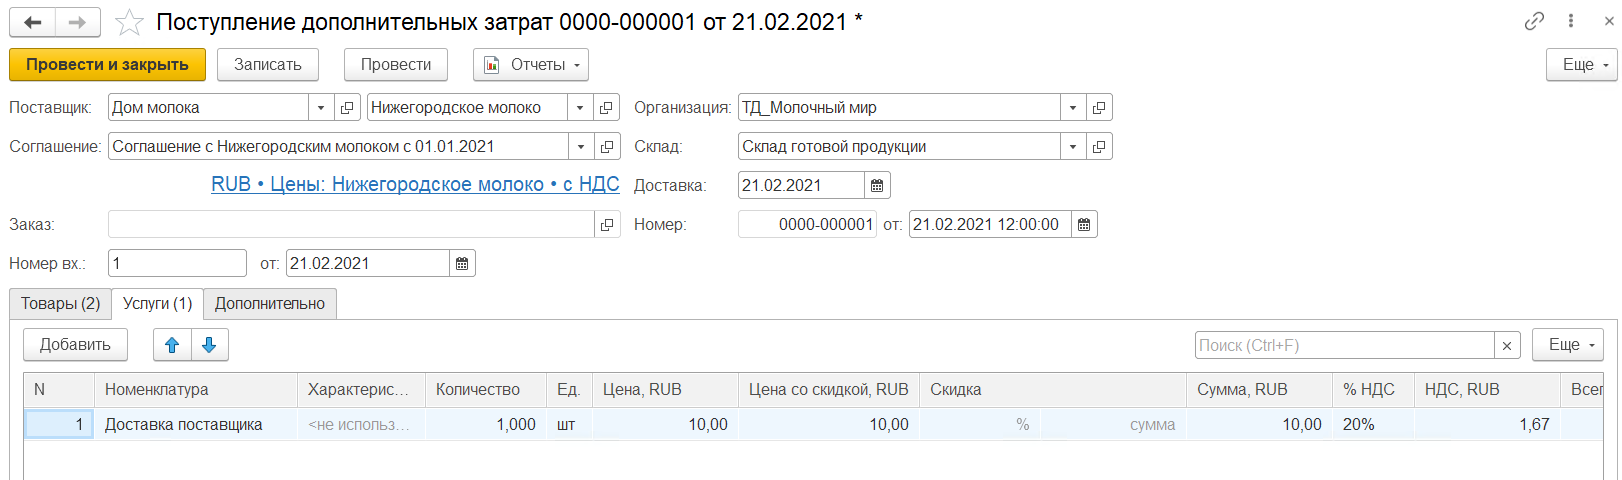 Поступление дополнительных затрат 0000-000001 от 21.02.2021 *
Провести и закрыть Записать Провести Отчеты Еще
Поставщик: Дом молока Нижегородское молоко Организация: ТД_Молочный мир
Соглашение: Соглашение с Нижегородским молоком с 01.01.2021 Склад: Склад готовой продукции
RUB • Цены: Нижегородское молоко • с НДС Доставка: 21.02.2021
Заказ: Номер: 0000-000001 от: 21.02.2021 12:00:00
Номер вх.: 1 от: 21.02.2021
Товары (2) Услуги (1) Дополнительно
Добавить Поиск (Ctrl+F) × Еще
N Номенклатура Характерис... Количество Ед. Цена, RUB Цена со скидкой, RUB Скидка Сумма, RUB % НДС НДС, RUB Всег
1 Доставка поставщика <не использ... 1,000 шт 10,00 10,00 % сумма 10,00 20% 1,67